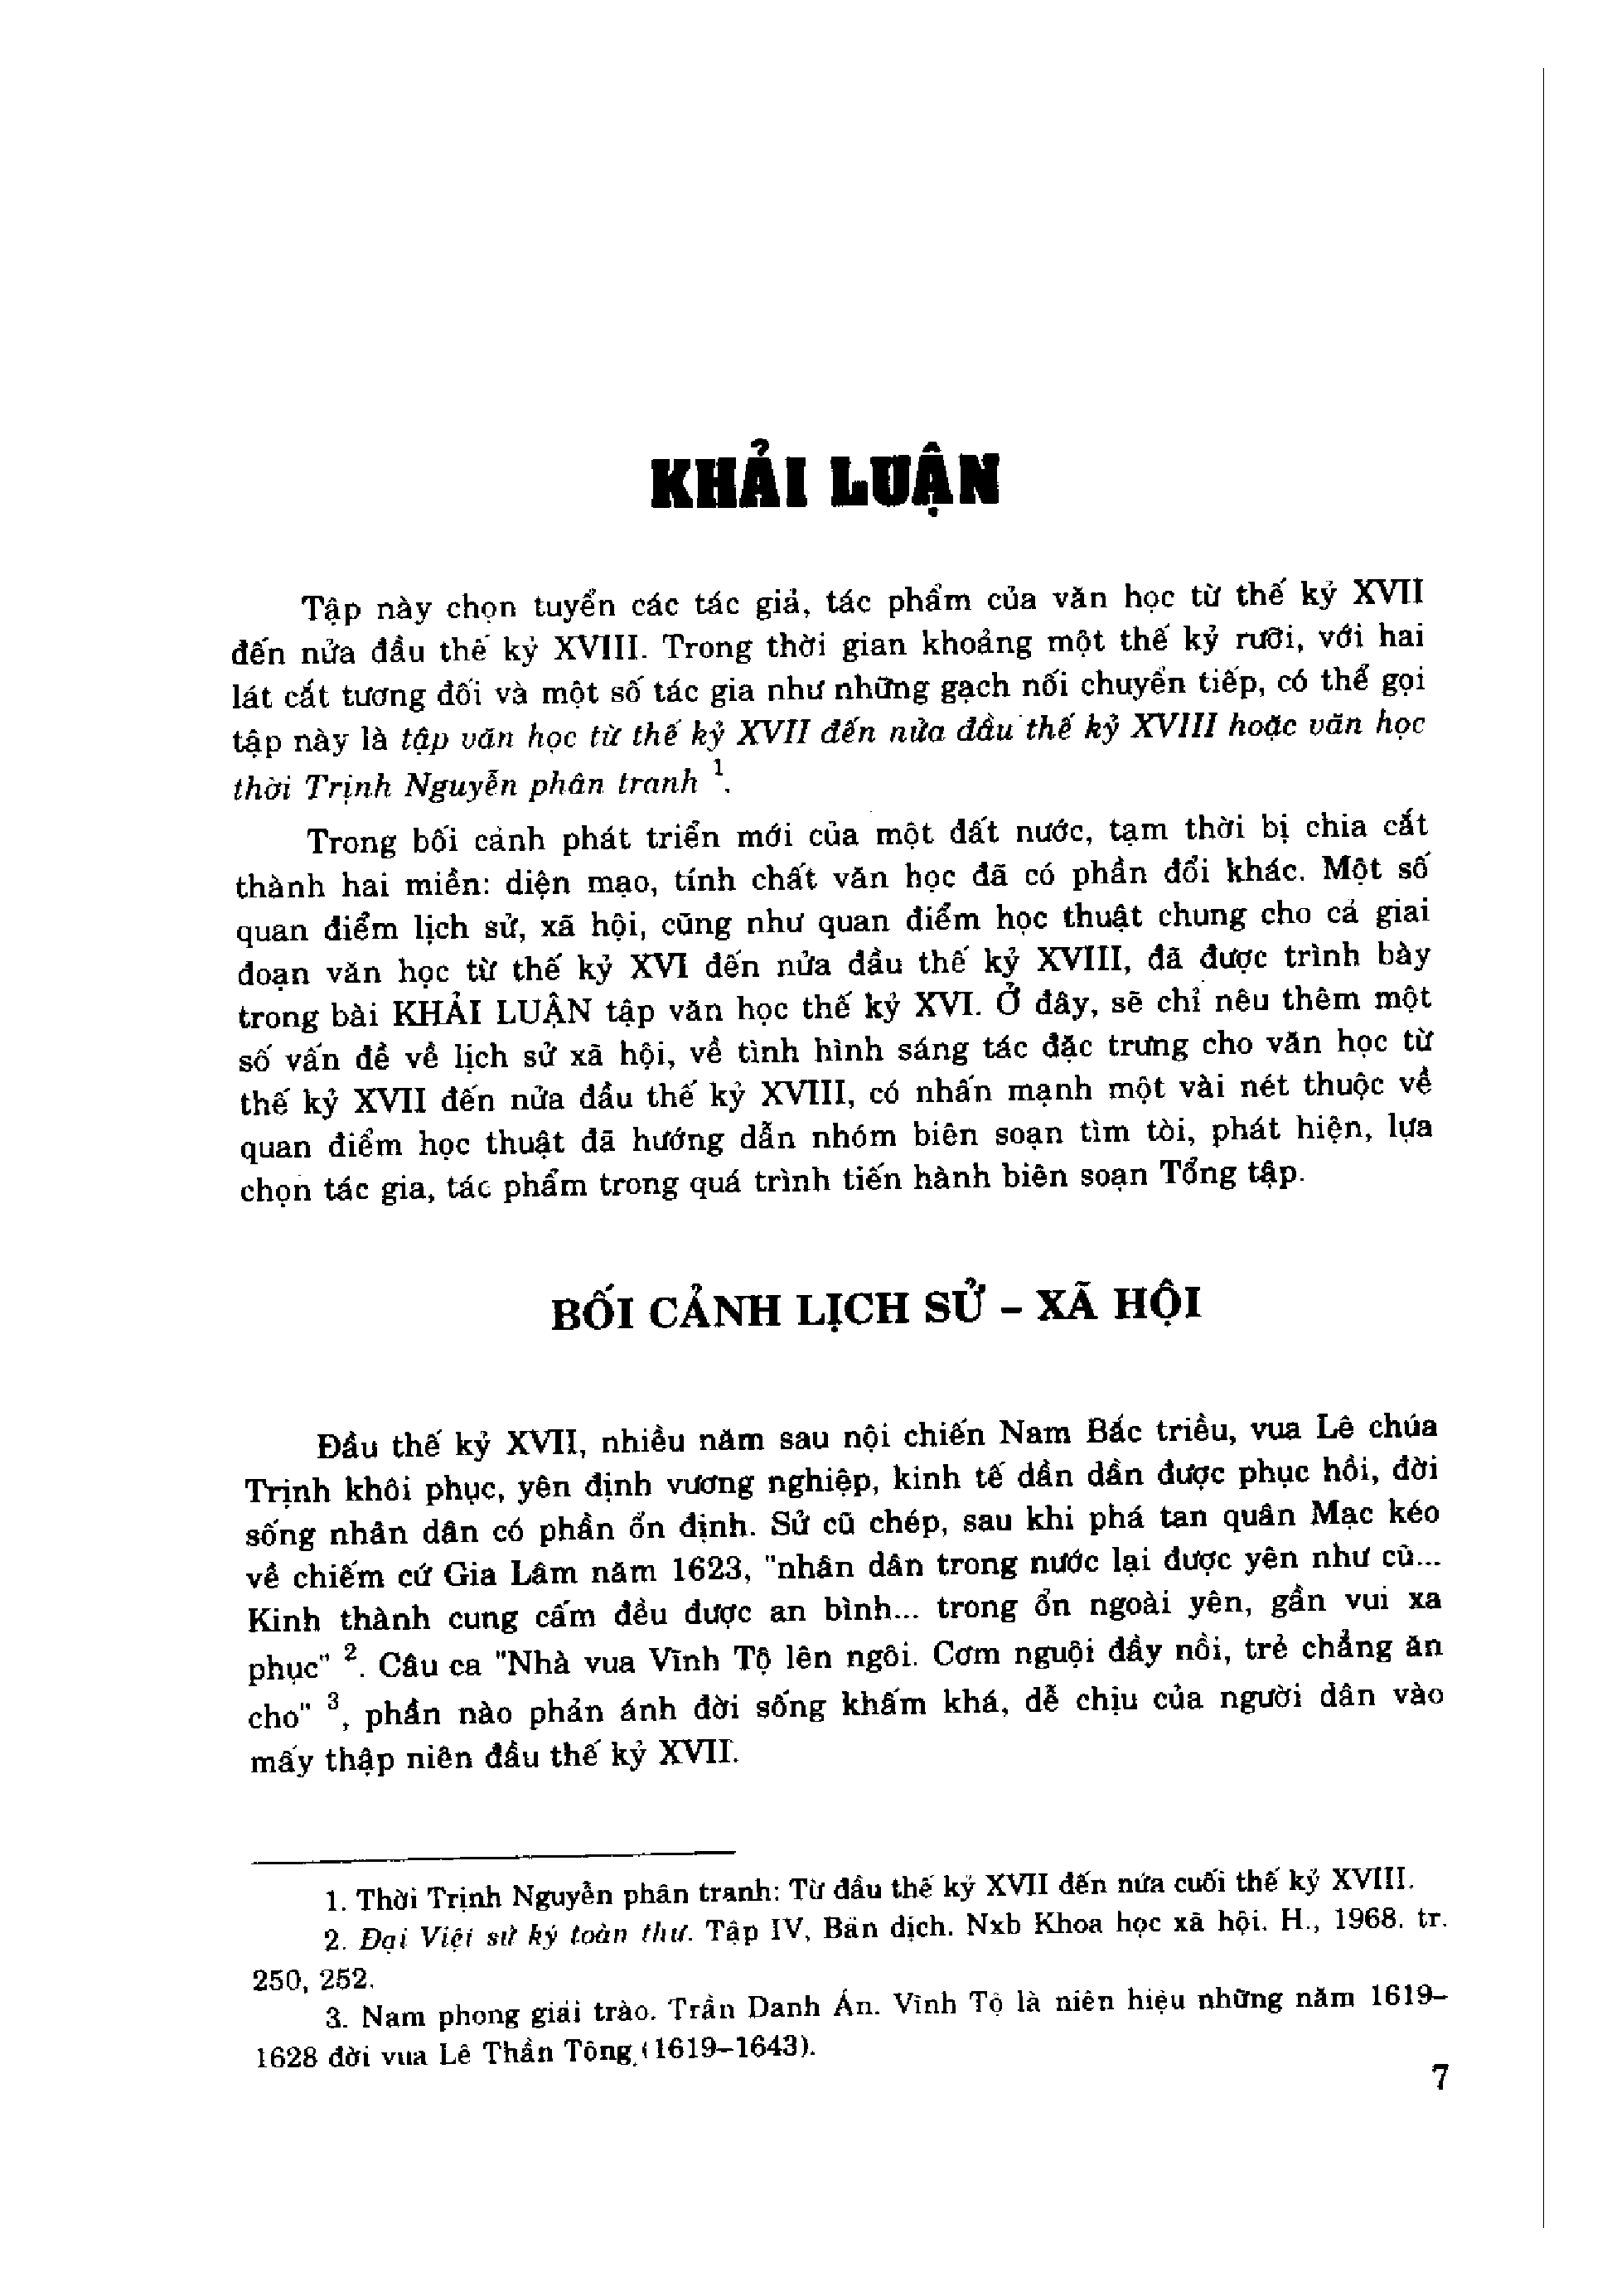 KHẢI LUẬN
Tập này chọn tuyển các tác giả, tác phẩm của văn học từ thế kỷ XVII
đến nửa đầu thế kỷ XVIII. Trong thời gian khoảng một thế kỷ rưỡi, với hai
lát cắt tương đối và một số tác gia như những gạch nối chuyển tiếp, có thể gọi
tập này là tập văn học từ thế kỷ XVII đến nửa đầu thế kỷ XVIII hoặc văn học
thời Trịnh Nguyễn phân tranh 1.
Trong bối cảnh phát triển mới của một đất nước, tạm thời bị chia cắt
thành hai miền: diện mạo, tính chất văn học đã có phần đổi khác. Một số
quan điểm lịch sử, xã hội, cũng như quan điểm học thuật chung cho cả giai
đoạn văn học từ thế kỷ XVI đến nửa đầu thế kỷ XVIII, đã được trình bày
trong bài KHẢI LUẬN tập văn học thế kỷ XVI. Ở đây, sẽ chỉ nêu thêm một
số vấn đề về lịch sử xã hội, về tình hình sáng tác đặc trưng cho văn học từ
thế kỷ XVII đến nửa đầu thế kỷ XVIII, có nhấn mạnh một vài nét thuộc về
quan điểm học thuật đã hướng dẫn nhóm biên soạn tìm tòi, phát hiện, lựa
chọn tác gia, tác phẩm trong quá trình tiến hành biên soạn Tổng tập.
BỐI CẢNH LỊCH SỬ – XÃ HỘI
Đầu thế kỷ XVII, nhiều năm sau nội chiến Nam Bắc triều, vua Lê chúa
Trịnh khôi phục, yên định vương nghiệp, kinh tế dần dần được phục hồi, đời
sống nhân dân có phần ổn định. Sử cũ chép, sau khi phá tan quân Mạc kéo
về chiếm cứ Gia Lâm năm 1623, "nhân dân trong nước lại được yên như cũ...
Kinh thành cung cấm đều được an bình... trong ổn ngoài yên, gần vui xa
phục" 2. Câu ca "Nhà vua Vĩnh Tộ lên ngôi. Cơm nguội đầy nồi, trẻ chẳng ăn
cho" 3, phần nào phản ánh đời sống khấm khá, dễ chịu của người dân vào
mấy thập niên đầu thế kỷ XVII.
1. Thời Trịnh Nguyễn phân tranh: Từ đầu thế kỷ XVII đến nửa cuối thế kỷ XVIII.
2. Đại Việt sử ký toàn thư. Tập IV, Bản dịch. Nxb Khoa học xã hội. H., 1968. tr.
250, 252.
3. Nam phong giải trào. Trần Danh Án. Vĩnh Tộ là niên hiệu những năm 1619–
1628 đời vua Lê Thần Tông (1619–1643).
7